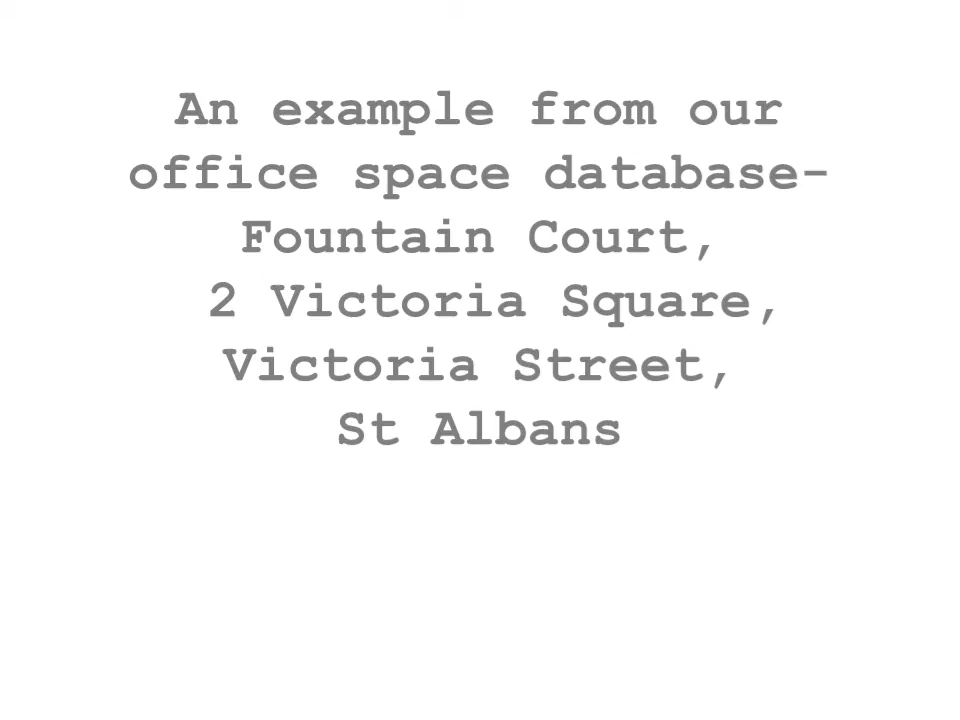 An example from our
office space database-
Fountain Court,
2 Victoria Square,
Victoria Street,
St Albans